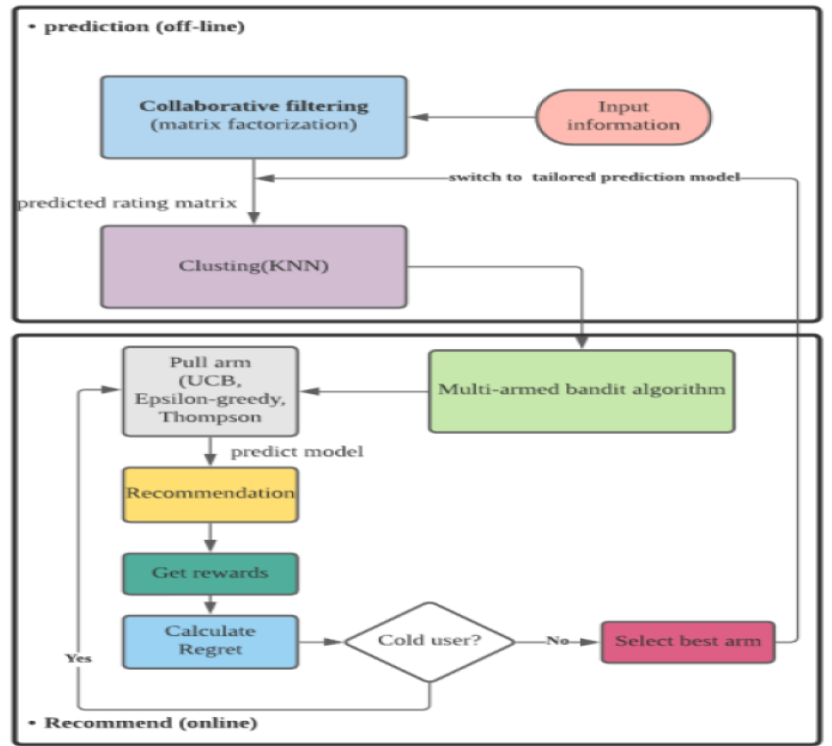 • prediction (off-line)
Collaborative filtering
(matrix factorization)
Input
information
switch to tailored prediction model
predicted rating matrix
Clusting(KNN)
Pull arm
(UCB,
Epsilon-greedy,
Thompson
Multi-armed bandit algorithm
predict model
Recommendation
Get rewards
Calculate
Regret
Cold user?
No
Select best arm
Yes
• Recommend (online)